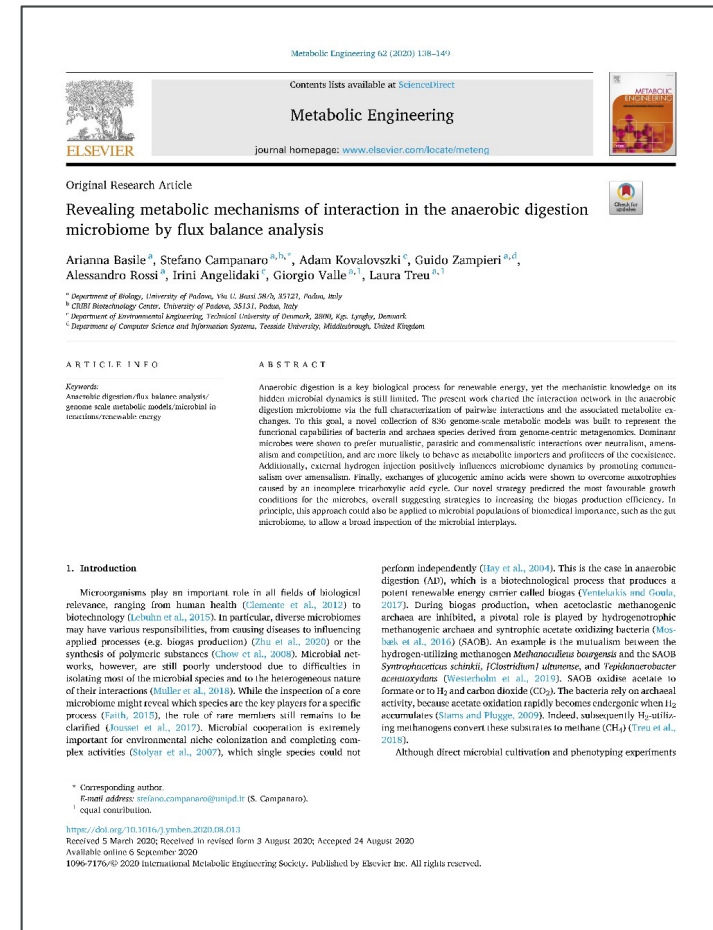 Metabolic Engineering 62 (2020) 138–149
Contents lists available at ScienceDirect
Metabolic Engineering
journal homepage: www.elsevier.com/locate/meteng
ELSEVIER
METABOLIC
ENGINEERING
Check for
updates
Original Research Article
Revealing metabolic mechanisms of interaction in the anaerobic digestion
microbiome by flux balance analysis
Arianna Basile a, Stefano Campanaro a,b,*, Adam Kovalovszki c, Guido Zampieri a,d,
Alessandro Rossi a, Irini Angelidaki c, Giorgio Valle a,1, Laura Treu a,1
a Department of Biology, University of Padova, Via U. Bassi 58/b, 35121, Padua, Italy
b CRIBI Biotechnology Center, University of Padova, 35131, Padua, Italy
c Department of Environmental Engineering, Technical University of Denmark, 2800, Kgs. Lyngby, Denmark
d Department of Computer Science and Information Systems, Teesside University, Middlesbrough, United Kingdom
ARTICLE INFO
Keywords:
Anaerobic digestion/flux balance analysis/
genome scale metabolic models/microbial in
teractions/renewable energy
ABSTRACT
Anaerobic digestion is a key biological process for renewable energy, yet the mechanistic knowledge on its
hidden microbial dynamics is still limited. The present work charted the interaction network in the anaerobic
digestion microbiome via the full characterization of pairwise interactions and the associated metabolite ex-
changes. To this goal, a novel collection of 836 genome-scale metabolic models was built to represent the
functional capabilities of bacteria and archaea species derived from genome-centric metagenomics. Dominant
microbes were shown to prefer mutualistic, parasitic and commensalistic interactions over neutralism, amens-
alism and competition, and are more likely to behave as metabolite importers and profiteers of the coexistence.
Additionally, external hydrogen injection positively influences microbiome dynamics by promoting commen-
salism over amensalism. Finally, exchanges of glucogenic amino acids were shown to overcome auxotrophies
caused by an incomplete tricarboxylic acid cycle. Our novel strategy predicted the most favourable growth
conditions for the microbes, overall suggesting strategies to increasing the biogas production efficiency. In
principle, this approach could also be applied to microbial populations of biomedical importance, such as the gut
microbiome, to allow a broad inspection of the microbial interplays.
1. Introduction
Microorganisms play an important role in all fields of biological
relevance, ranging from human health (Clemente et al., 2012) to
biotechnology (Lebuhn et al., 2015). In particular, diverse microbiomes
may have various responsibilities, from causing diseases to influencing
applied processes (e.g. biogas production) (Zhu et al., 2020) or the
synthesis of polymeric substances (Chow et al., 2008). Microbial net-
works, however, are still poorly understood due to difficulties in
isolating most of the microbial species and to the heterogeneous nature
of their interactions (Muller et al., 2018). While the inspection of a core
microbiome might reveal which species are the key players for a specific
process (Faith, 2015), the role of rare members still remains to be
clarified (Jousset et al., 2017). Microbial cooperation is extremely
important for environmental niche colonization and completing com-
plex activities (Stolyar et al., 2007), which single species could not
perform independently (Hay et al., 2004). This is the case in anaerobic
digestion (AD), which is a biotechnological process that produces a
potent renewable energy carrier called biogas (Yentekakis and Goula,
2017). During biogas production, when acetoclastic methanogenic
archaea are inhibited, a pivotal role is played by hydrogenotrophic
methanogenic archaea and syntrophic acetate oxidizing bacteria (Mos-
bæk et al., 2016) (SAOB). An example is the mutualism between the
hydrogen-utilizing methanogen Methanoculleus bourgensis and the SAOB
Syntrophaceticus schinkii, [Clostridium] ultunense, and Tepidanaerobacter
acetatoxydans (Westerholm et al., 2019). SAOB oxidise acetate to
formate or to H2 and carbon dioxide (CO2). The bacteria rely on archaeal
activity, because acetate oxidation rapidly becomes endergonic when H2
accumulates (Stams and Plugge, 2009). Indeed, subsequently H2-utiliz-
ing methanogens convert these substrates to methane (CH4) (Treu et al.,
2018).
Although direct microbial cultivation and phenotyping experiments
* Corresponding author.
E-mail address: stefano.campanaro@unipd.it (S. Campanaro).
1 equal contribution.
https://doi.org/10.1016/j.ymben.2020.08.013
Received 5 March 2020; Received in revised form 3 August 2020; Accepted 24 August 2020
Available online 6 September 2020
1096-7176/© 2020 International Metabolic Engineering Society. Published by Elsevier Inc. All rights reserved.